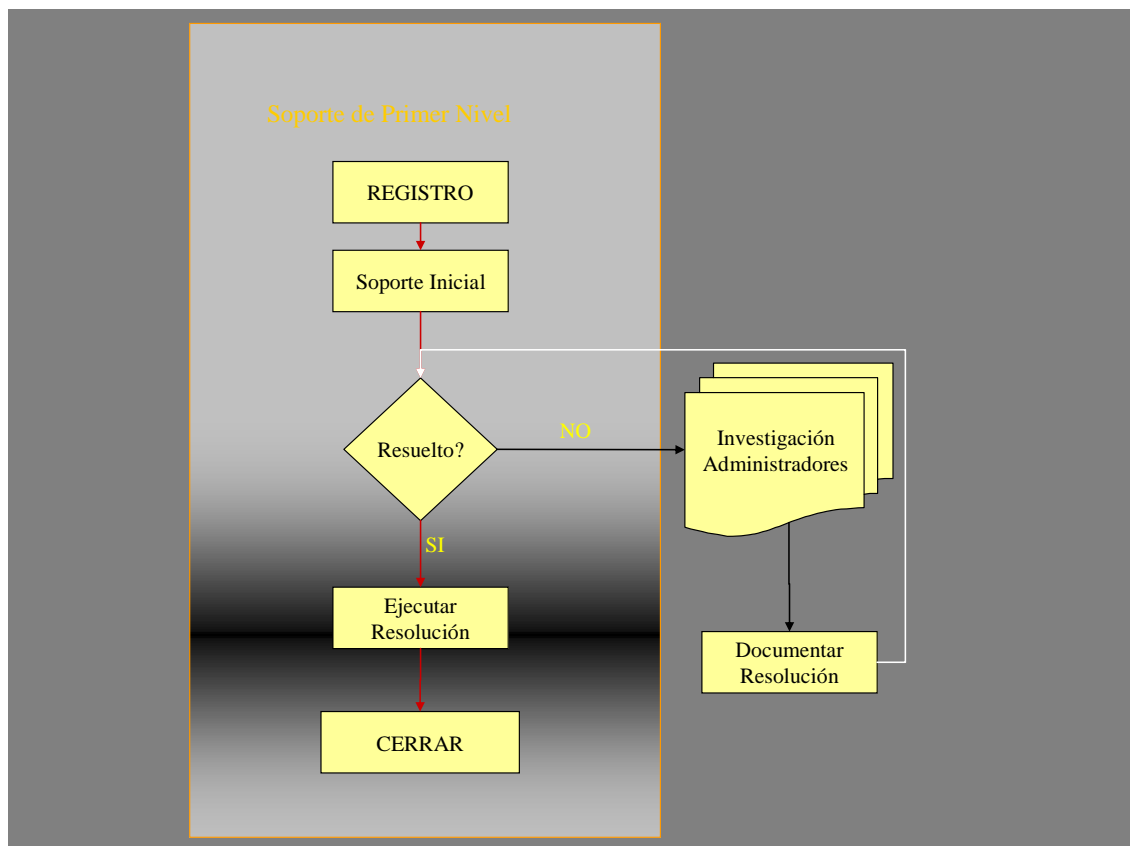 Soporte de Primer Nivel
REGISTRO
Soporte Inicial
Resuelto?
NO
Investigación
Administradores
SI
Ejecutar
Resolución
Documentar
Resolución
CERRAR